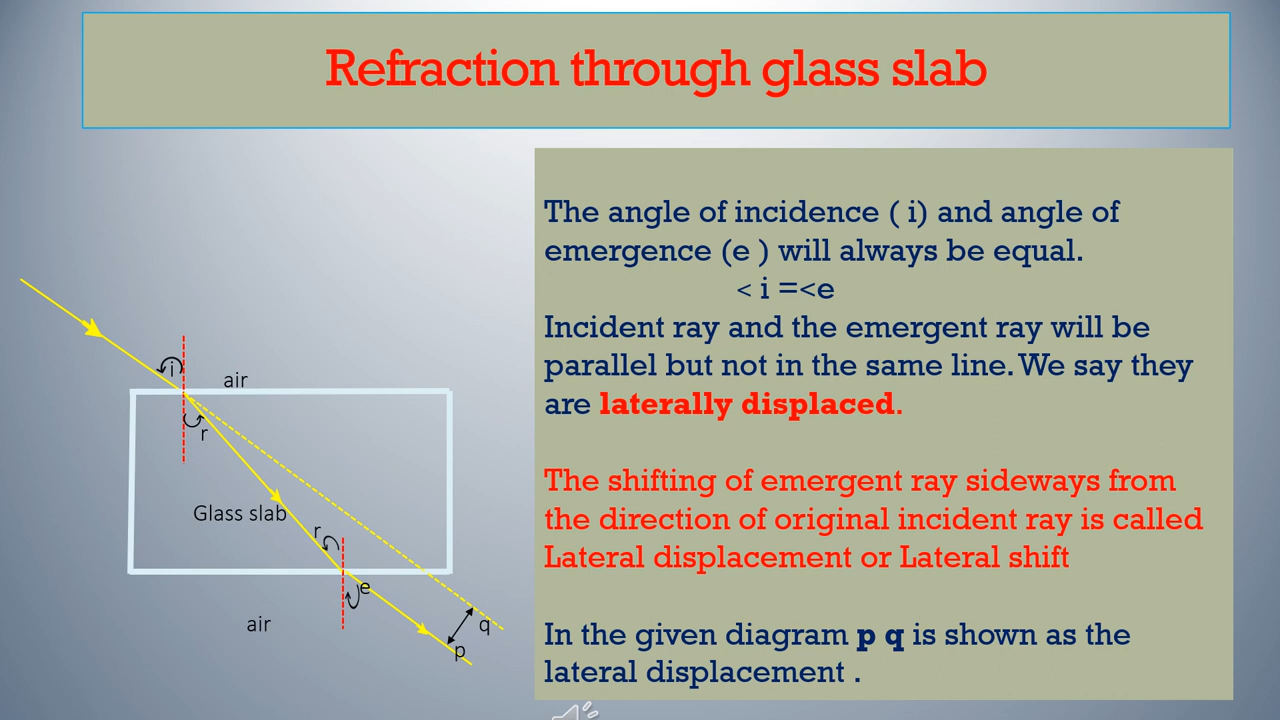 Refraction through glass slab
The angle of incidence ( i) and angle of
emergence (e ) will always be equal.
< i =<e
Incident ray and the emergent ray will be
parallel but not in the same line. We say they
are laterally displaced.
The shifting of emergent ray sideways from
the direction of original incident ray is called
Lateral displacement or Lateral shift
In the given diagram p q is shown as the
lateral displacement .
i
air
r
Glass slab
r
e
air
q
p